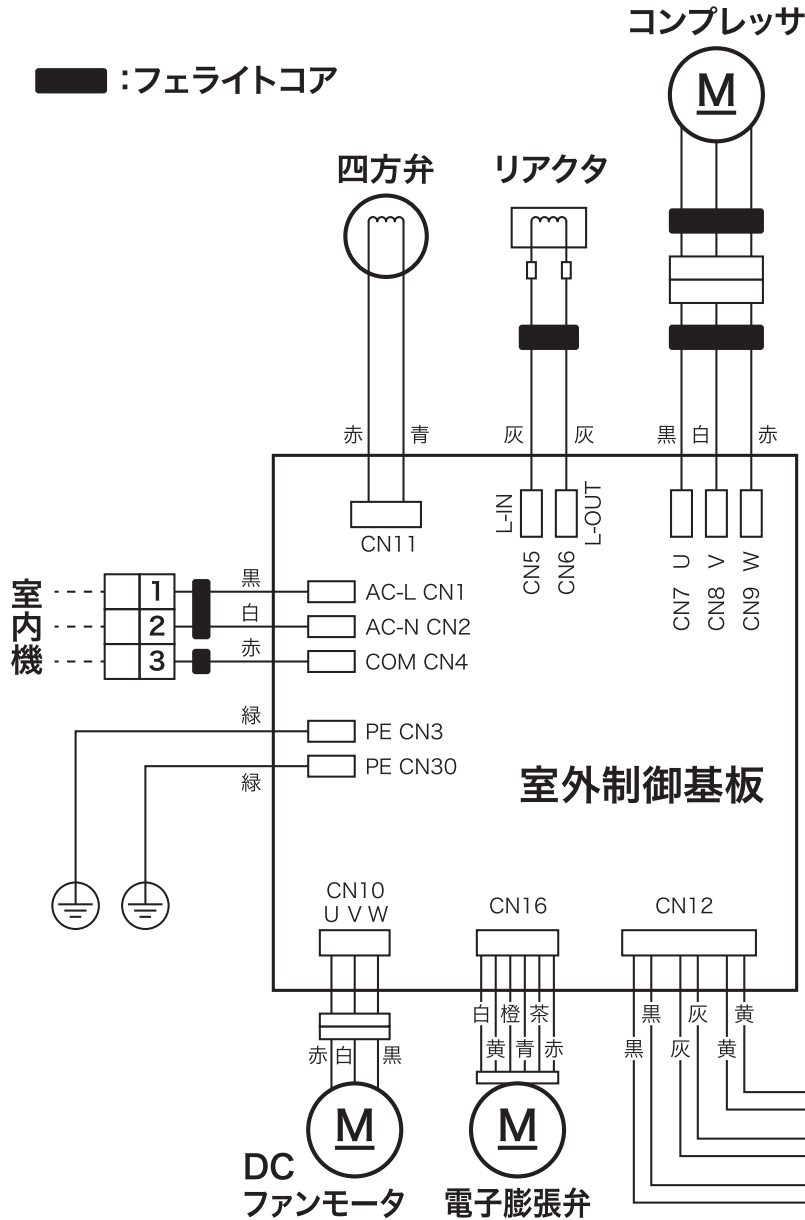 コンプレッサ
:フェライトコア
M
四方弁
リアクタ
赤 青 灰 灰 黒 白 赤
L-IN
L-OUT
CN11
CN5
CN6
CN7 U
CN8 V
CN9 W
室内機
1 黒 AC-L CN1
2 白 AC-N CN2
3 赤 COM CN4
緑 PE CN3
緑 PE CN30
室外制御基板
CN10
U V W
CN16
CN12
白 橙 茶 黒 灰 黄
黄 青 赤 黒 灰 黄
赤 白 黒
M
M
DC
ファンモータ
電子膨張弁